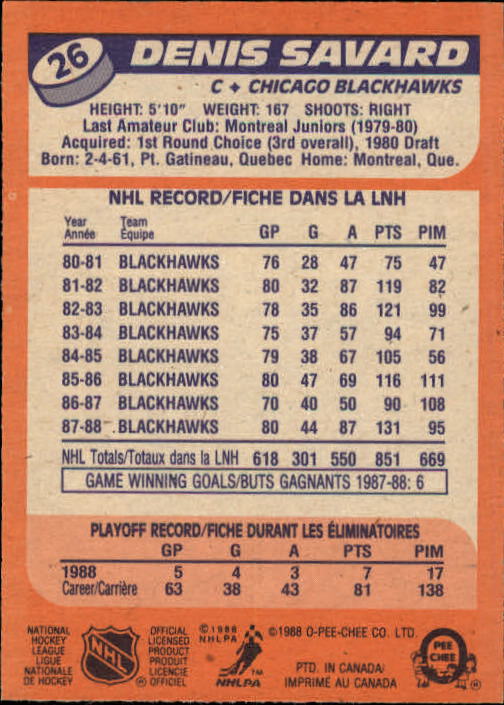 26 DENIS SAVARD
C ♦ CHICAGO BLACKHAWKS
HEIGHT: 5'10" WEIGHT: 167 SHOOTS: RIGHT
Last Amateur Club: Montreal Juniors (1979-80)
Acquired: 1st Round Choice (3rd overall), 1980 Draft
Born: 2-4-61, Pt. Gatineau, Quebec Home: Montreal, Que.
NHL RECORD/FICHE DANS LA LNH
Year Team
Année Équipe GP G A PTS PIM
80-81 BLACKHAWKS 76 28 47 75 47
81-82 BLACKHAWKS 80 32 87 119 82
82-83 BLACKHAWKS 78 35 86 121 99
83-84 BLACKHAWKS 75 37 57 94 71
84-85 BLACKHAWKS 79 38 67 105 56
85-86 BLACKHAWKS 80 47 69 116 111
86-87 BLACKHAWKS 70 40 50 90 108
87-88 BLACKHAWKS 80 44 87 131 95
NHL Totals/Totaux dans la LNH 618 301 550 851 669
GAME WINNING GOALS/BUTS GAGNANTS 1987-88: 6
PLAYOFF RECORD/FICHE DURANT LES ÉLIMINATOIRES
GP G A PTS PIM
1988 5 4 3 7 17
Career/Carrière 63 38 43 81 138
NATIONAL
HOCKEY
LEAGUE
LIGUE
NATIONALE
DE HOCKEY
NHL
OFFICIAL
LICENSED
PRODUCT
PRODUIT
LICENCIE
OFFICIEL
© 1988
NHLPA
NHLPA
TM
©1988 O-PEE-CHEE CO. LTD.
PTD. IN CANADA
IMPRIMÉ AU CANADA
O
PEE
CHEE